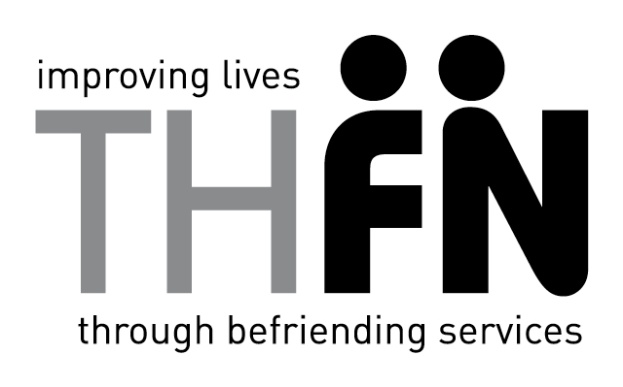 improving lives
THFN
through befriending services